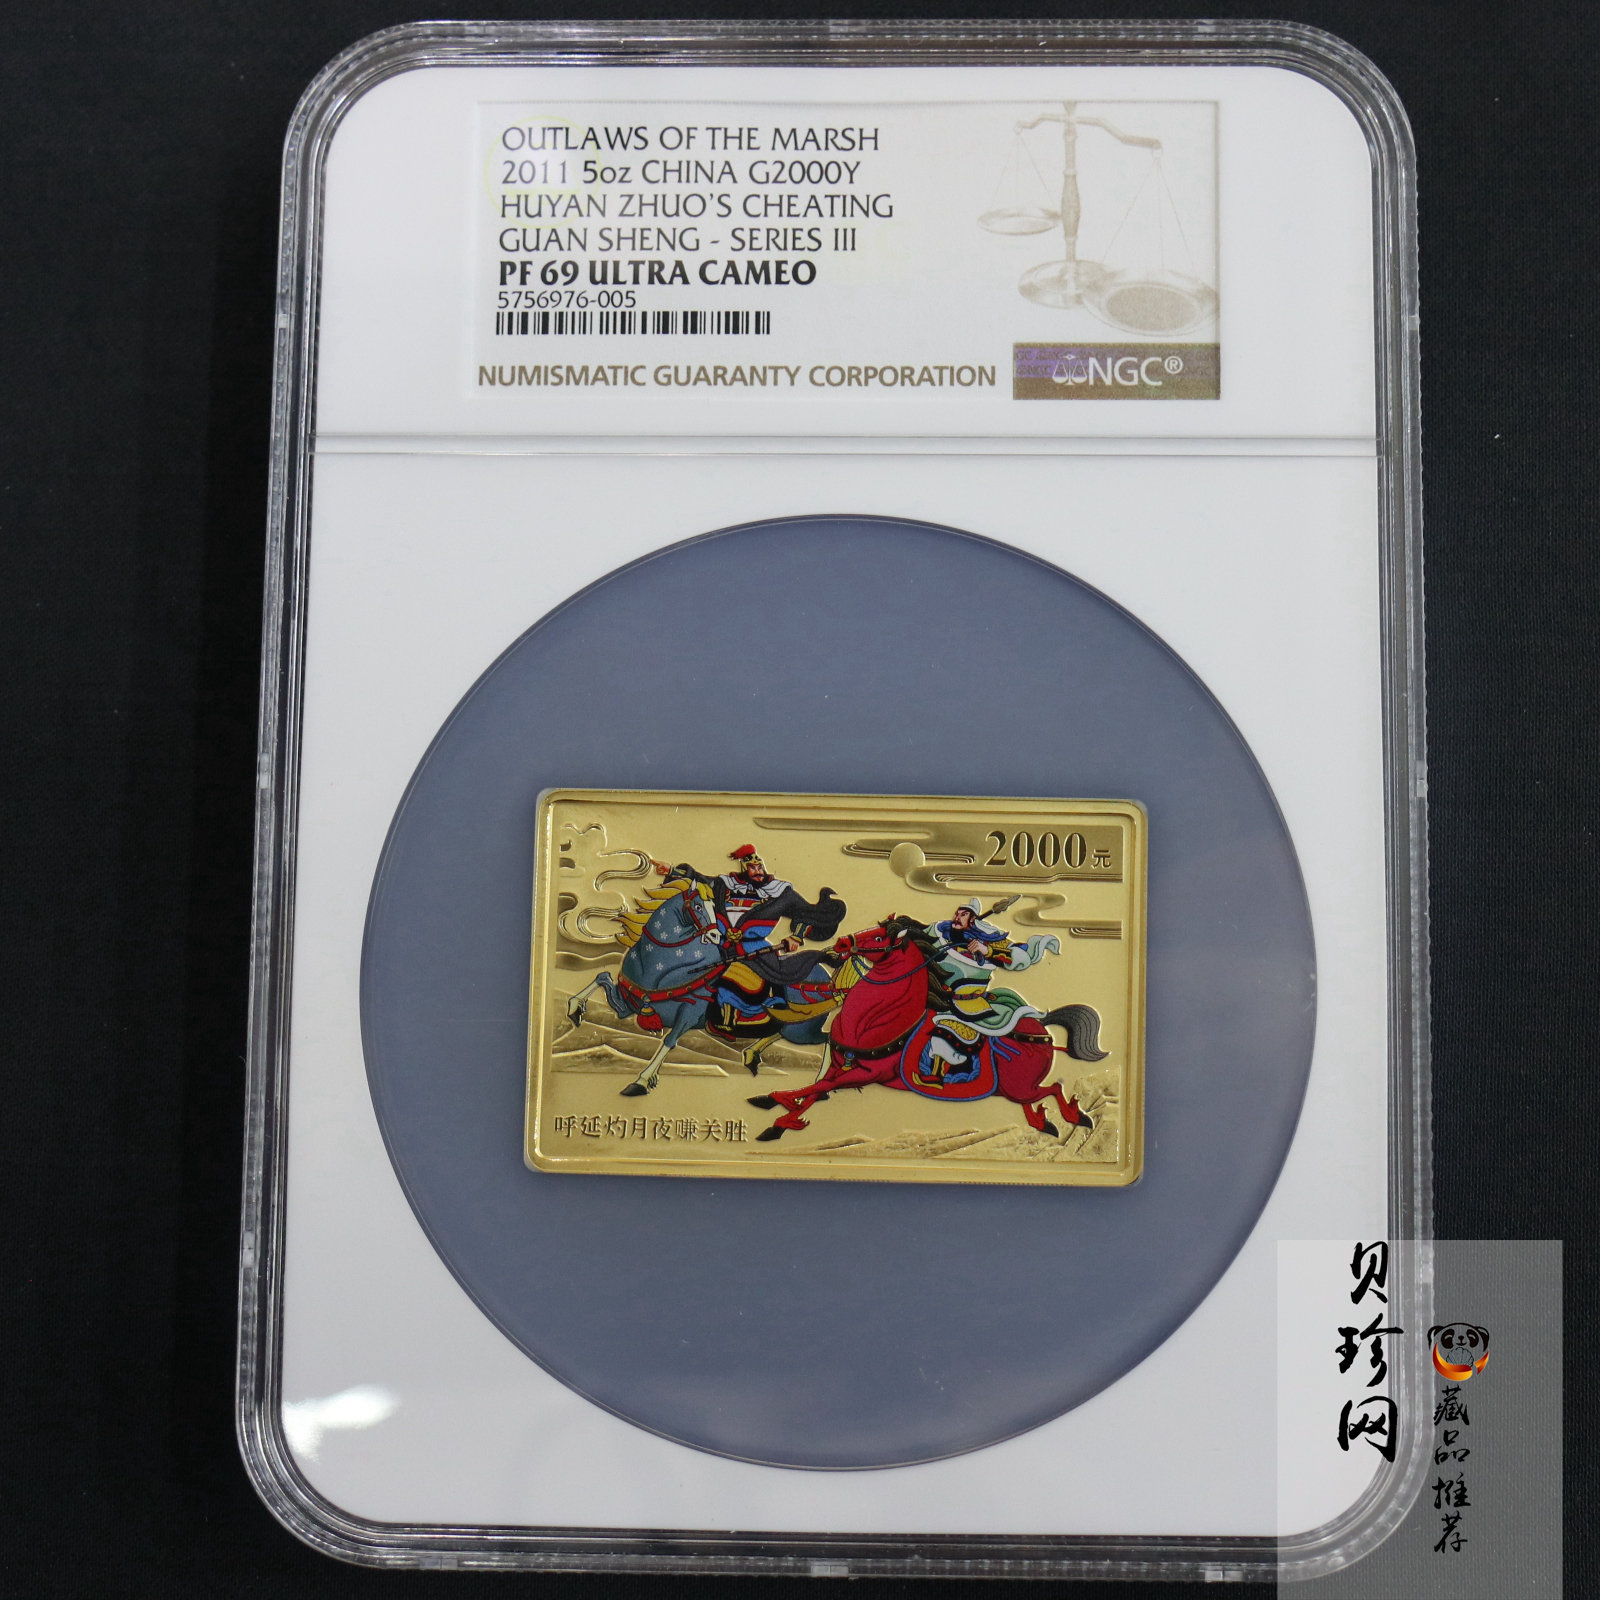 OUTLAWS OF THE MARSH
2011 5oz CHINA G2000Y
HUYAN ZHUO'S CHEATING
GUAN SHENG - SERIES III
PF 69 ULTRA CAMEO
5756976-005
NUMISMATIC GUARANTY CORPORATION
NGC®
2000元
呼延灼月夜赚关胜
贝珍网
藏品推荐